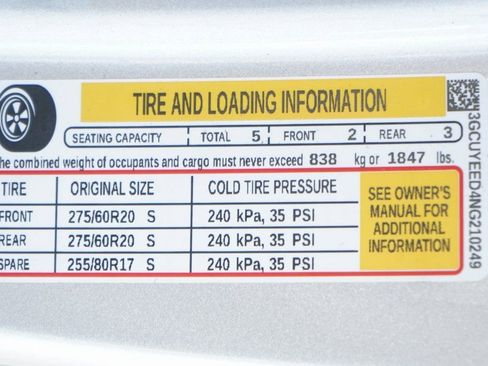 TIRE AND LOADING INFORMATION
SEATING CAPACITY TOTAL 5 FRONT 2 REAR 3
he combined weight of occupants and cargo must never exceed 838 kg or 1847 lbs.
TIRE ORIGINAL SIZE COLD TIRE PRESSURE
FRONT 275/60R20 S 240 kPa, 35 PSI
REAR 275/60R20 S 240 kPa, 35 PSI
SPARE 255/80R17 S 240 kPa, 35 PSI
SEE OWNER'S
MANUAL FOR
ADDITIONAL
INFORMATION
3GCUYEED4NG210249